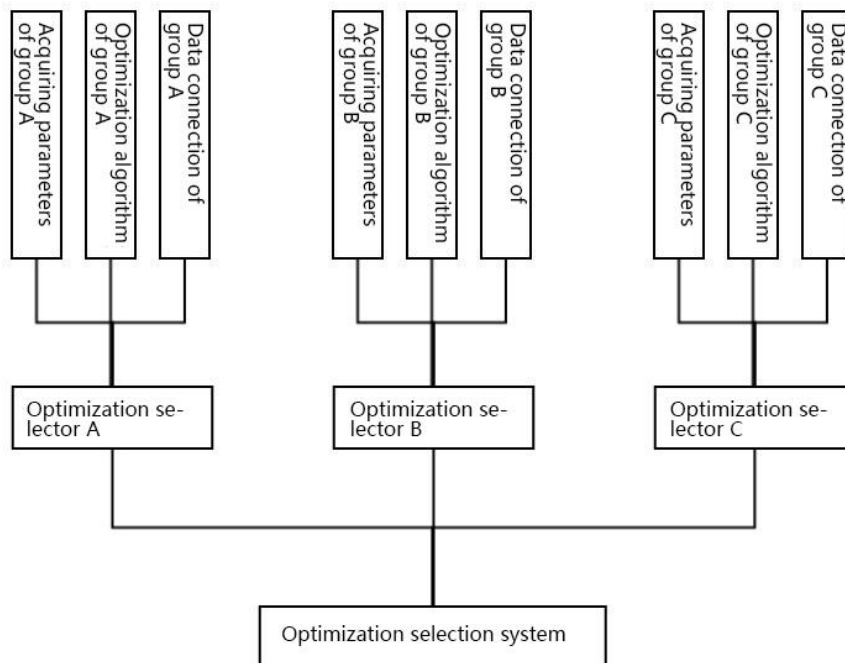 Acquiring parameters
of group A
Optimization algorithm
of group A
Data connection of
group A
Acquiring parameters
of group B
Optimization algorithm
of group B
Data connection of
group B
Acquiring parameters
of group C
Optimization algorithm
of group C
Data connection of
group C
Optimization se-
lector A
Optimization se-
lector B
Optimization se-
lector C
Optimization selection system